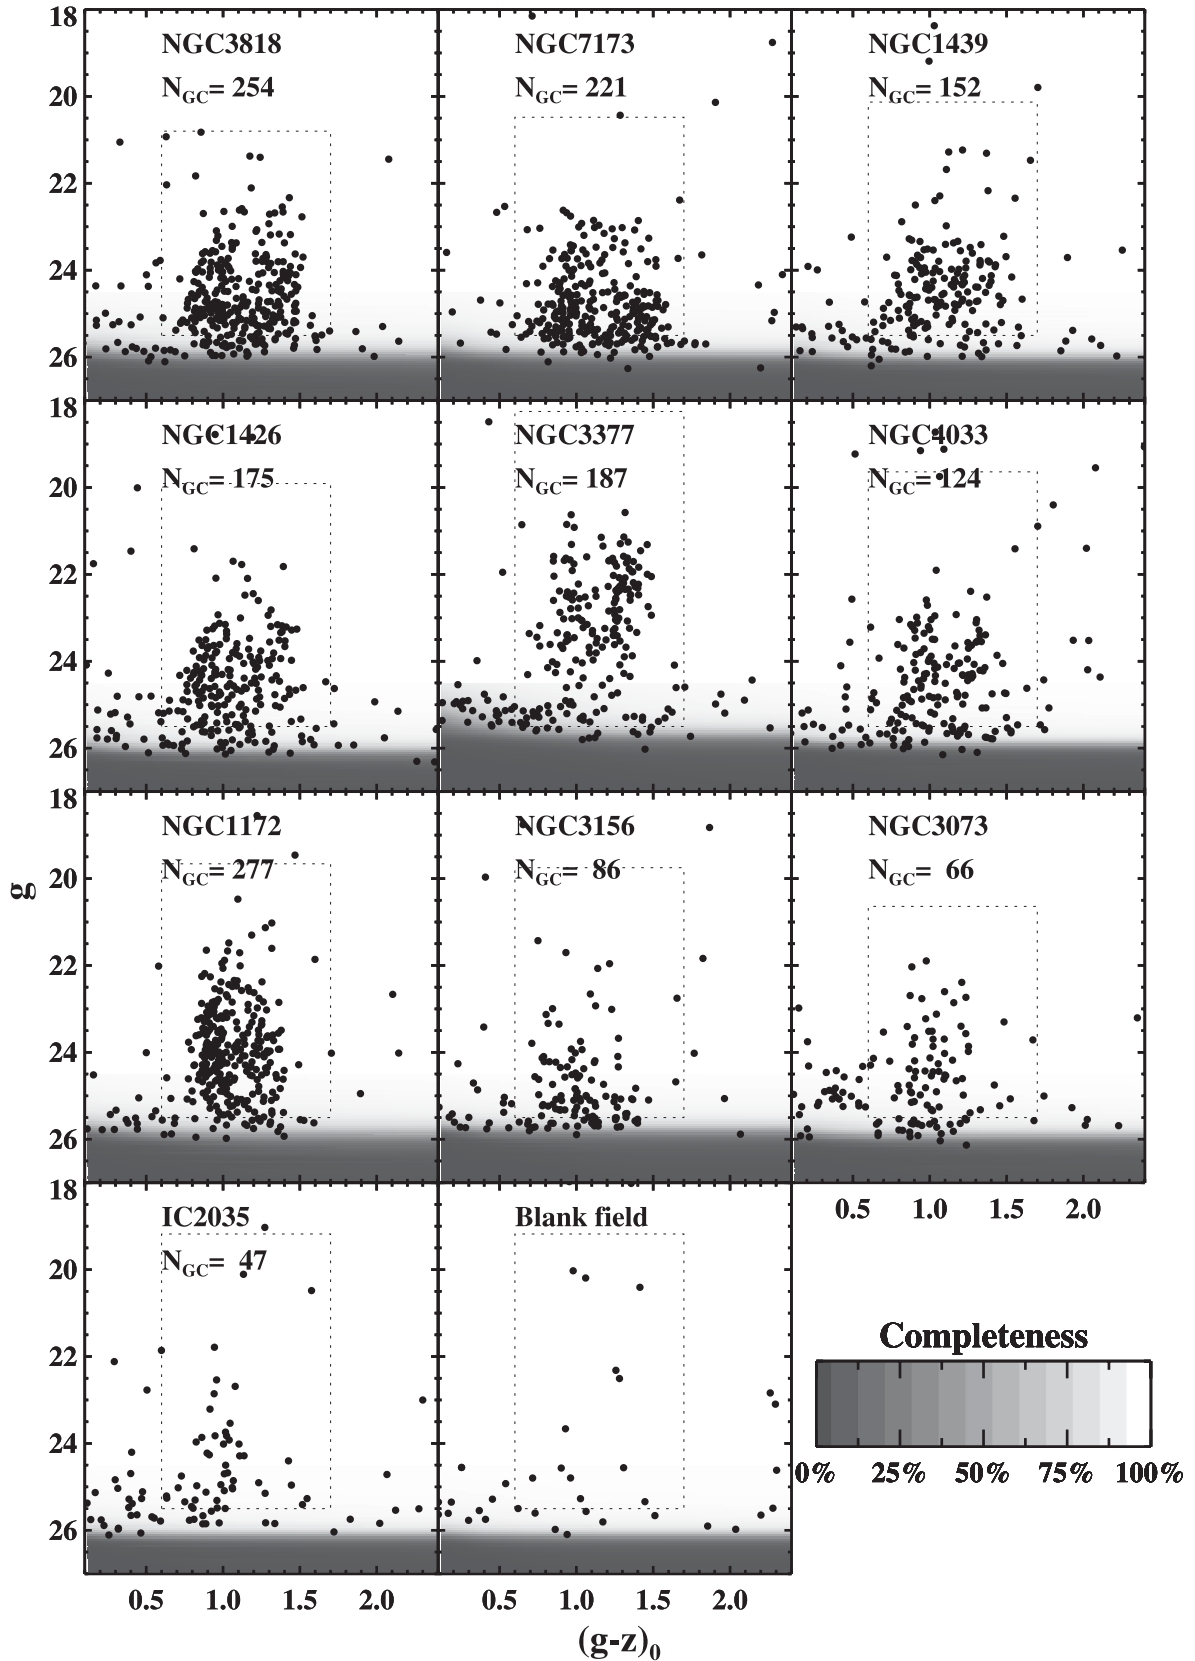 18
20
22
24
26
NGC3818
N_GC= 254
NGC7173
N_GC= 221
NGC1439
N_GC= 152
18
20
22
24
26
NGC1426
N_GC= 175
NGC3377
N_GC= 187
NGC4033
N_GC= 124
18
20
22
24
26
NGC1172
N_GC= 277
NGC3156
N_GC= 86
NGC3073
N_GC= 66
g
0.5 1.0 1.5 2.0
18
20
22
24
26
IC2035
N_GC= 47
Blank field
Completeness
0% 25% 50% 75% 100%
0.5 1.0 1.5 2.0
0.5 1.0 1.5 2.0
(g-z)_0